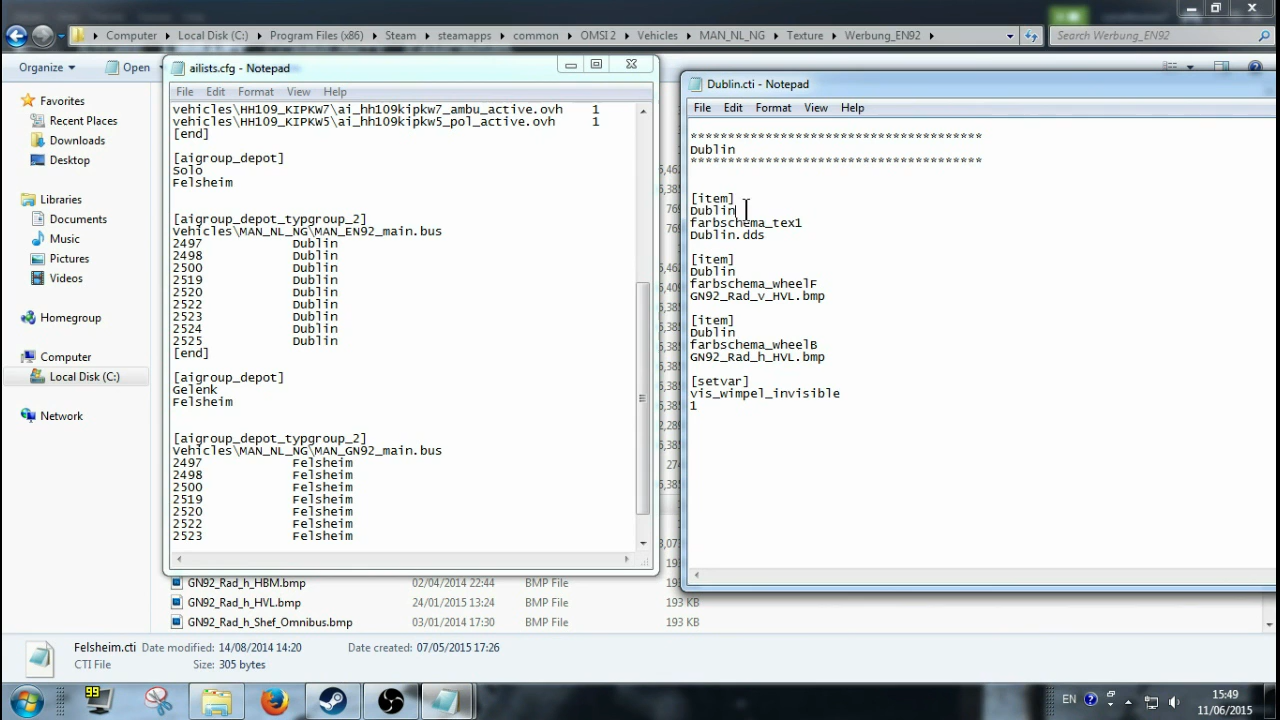 Computer Local Disk (C:) Program Files (x86) Steam steamapps common OMSI 2 Vehicles MAN_NL_NG Texture Werbung_EN92
Search Werbung_EN92
Organize Open
Favorites
Recent Places
Downloads
Desktop
Libraries
Documents
Music
Pictures
Videos
Homegroup
Computer
Local Disk (C:)
Network
ailists.cfg - Notepad
File Edit Format View Help
vehicles\HH109_KIPKW7\ai_hh109kipkw7_ambu_active.ovh 1
vehicles\HH109_KIPKW5\ai_hh109kipkw5_pol_active.ovh 1
[end]
[aigroup_depot]
Solo
Felsheim
[aigroup_depot_typgroup_2]
Vehicles\MAN_NL_NG\MAN_EN92_main.bus
2497 Dublin
2498 Dublin
2500 Dublin
2519 Dublin
2520 Dublin
2522 Dublin
2523 Dublin
2524 Dublin
2525 Dublin
[end]
[aigroup_depot]
Gelenk
Felsheim
[aigroup_depot_typgroup_2]
Vehicles\MAN_NL_NG\MAN_GN92_main.bus
2497 Felsheim
2498 Felsheim
2500 Felsheim
2519 Felsheim
2520 Felsheim
2522 Felsheim
2523 Felsheim
Dublin.cti - Notepad
File Edit Format View Help
***************************************
Dublin
***************************************
[item]
Dublin
farbschema_tex1
Dublin.dds
[item]
Dublin
farbschema_wheelF
GN92_Rad_v_HVL.bmp
[item]
Dublin
farbschema_wheelB
GN92_Rad_h_HVL.bmp
[setvar]
vis_wimpel_invisible
1
GN92_Rad_h_HBM.bmp 02/04/2014 22:44 BMP File
GN92_Rad_h_HVL.bmp 24/01/2015 13:24 BMP File 193 KB
GN92_Rad_h_Shef_Omnibus.bmp 03/01/2014 17:30 BMP File 193 KB
Felsheim.cti Date modified: 14/08/2014 14:20 Date created: 07/05/2015 17:26
CTI File Size: 305 bytes
99
EN
15:49
11/06/2015